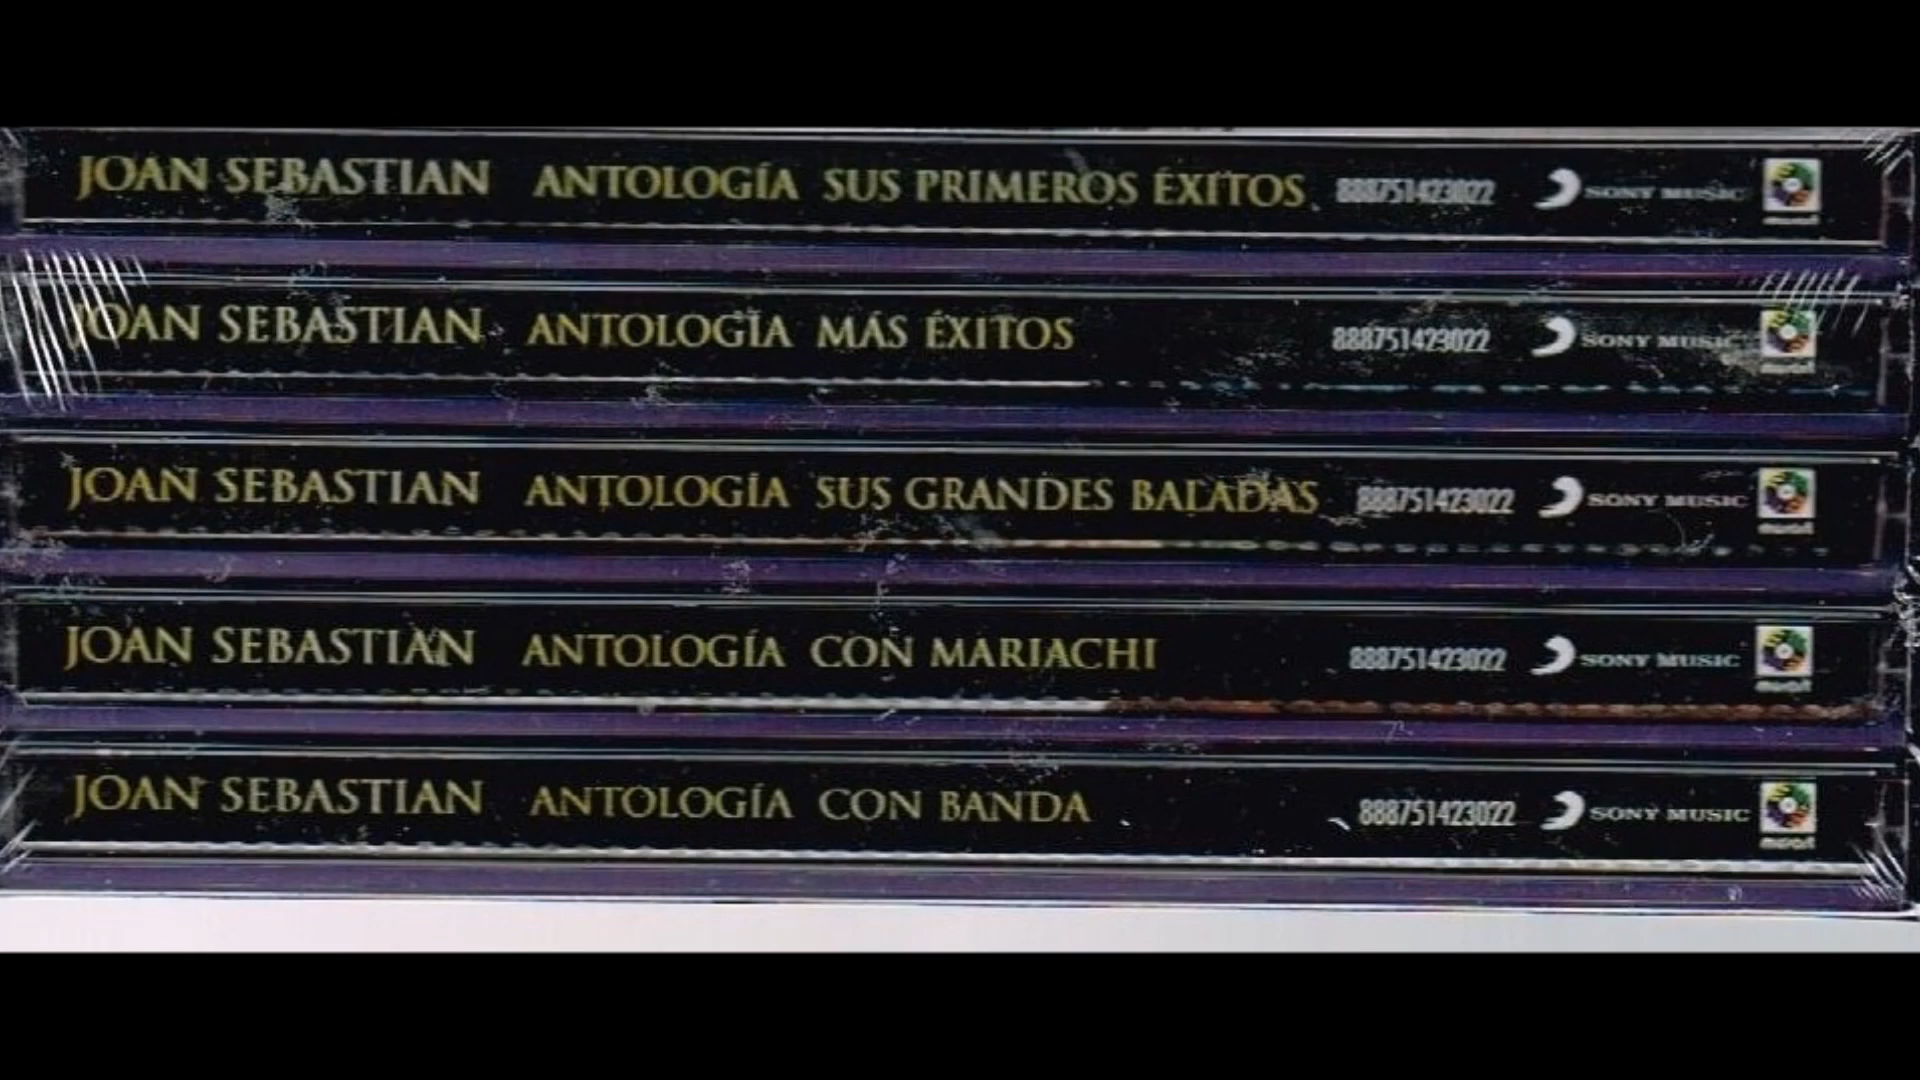 JOAN SEBASTIAN ANTOLOGÍA SUS PRIMEROS ÉXITOS 888751423022 SONY MUSIC
JOAN SEBASTIAN ANTOLOGÍA MÁS ÉXITOS 888751423022 SONY MUSIC
JOAN SEBASTIAN ANTOLOGÍA SUS GRANDES BALADAS 888751423022 SONY MUSIC
JOAN SEBASTIAN ANTOLOGÍA CON MARIACHI 888751423022 SONY MUSIC
JOAN SEBASTIAN ANTOLOGÍA CON BANDA 888751423022 SONY MUSIC